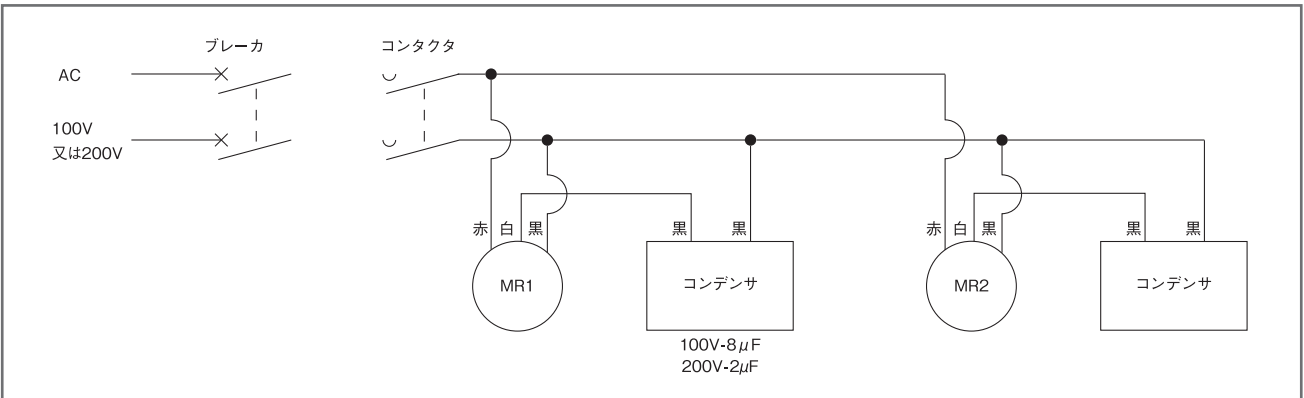 ブレーカ
コンタクタ
AC
100V
又は200V
赤 白 黒
黒 黒
赤 白 黒
黒 黒
MR1
コンデンサ
MR2
コンデンサ
100V-8μF
200V-2μF